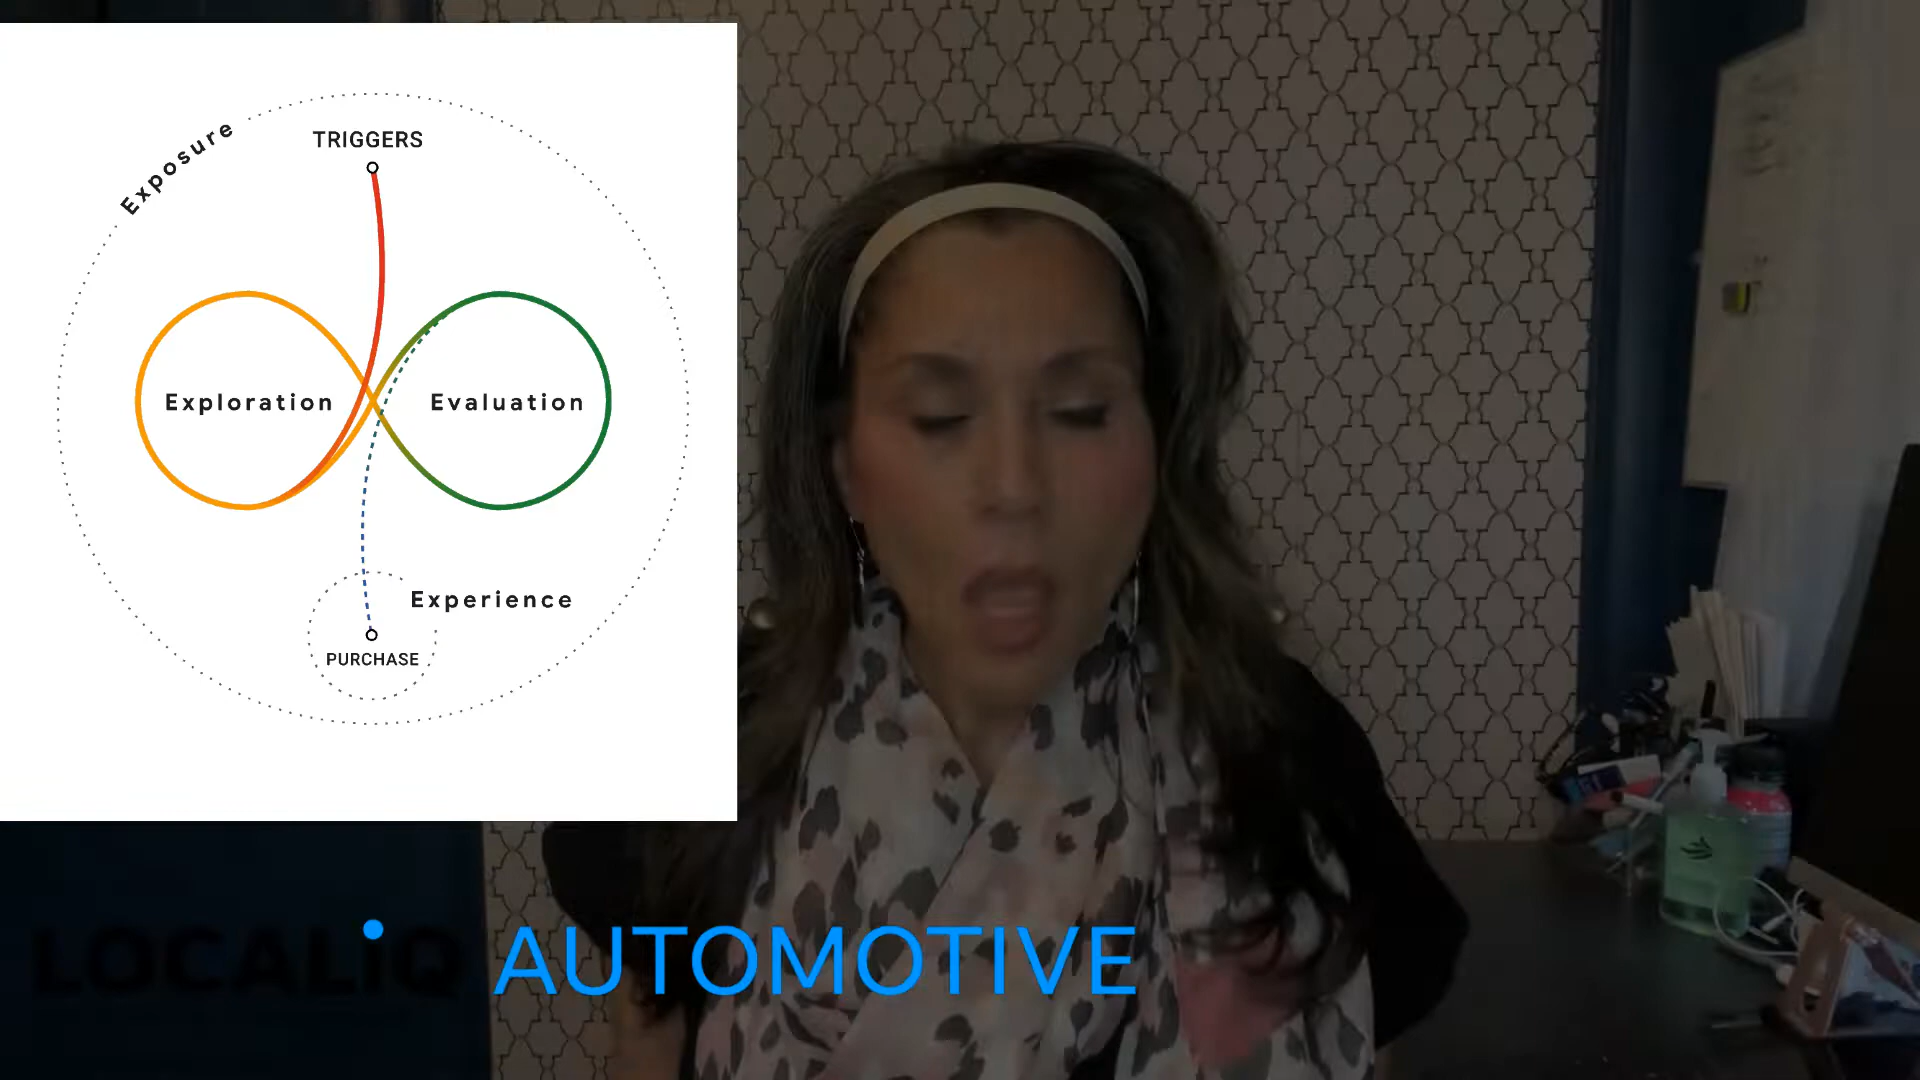 Exposure
TRIGGERS
Exploration
Evaluation
Experience
PURCHASE
LOCALiQ AUTOMOTIVE